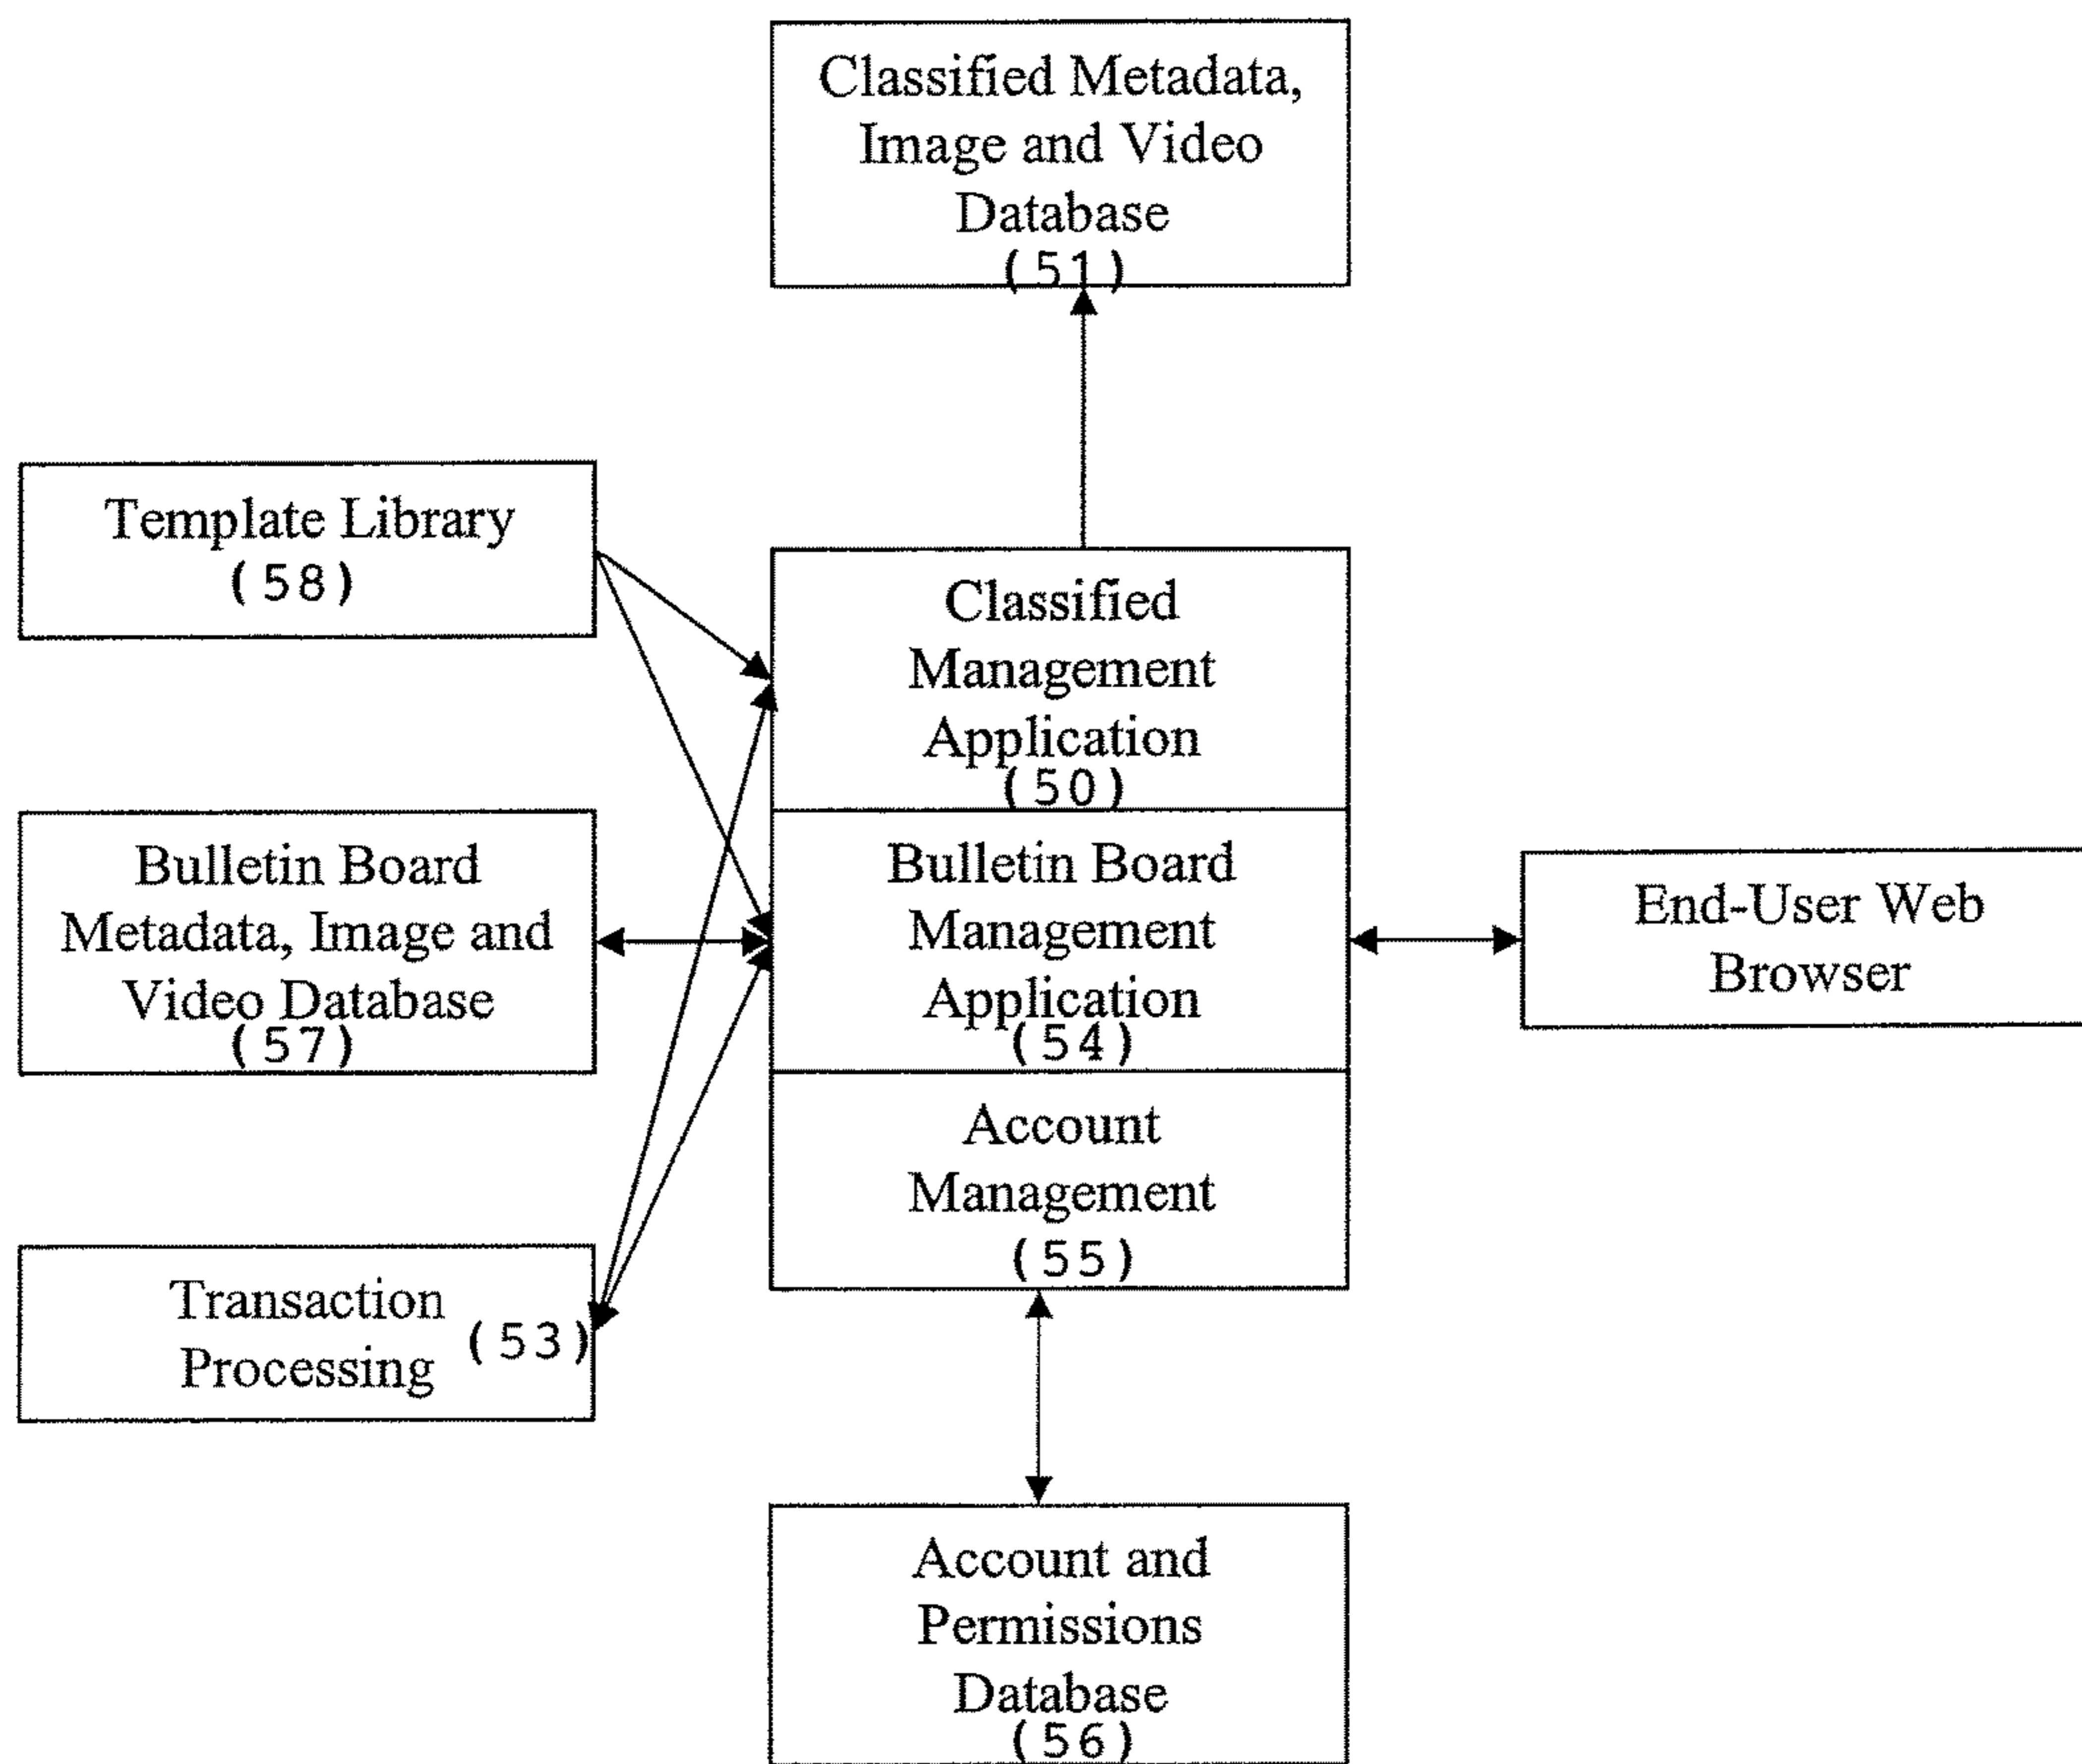 Classified Metadata,
Image and Video
Database
(51)
Template Library
(58)
Classified
Management
Application
(50)
Bulletin Board
Metadata, Image and
Video Database
(57)
Bulletin Board
Management
Application
(54)
End-User Web
Browser
Account
Management
(55)
Transaction
Processing (53)
Account and
Permissions
Database
(56)